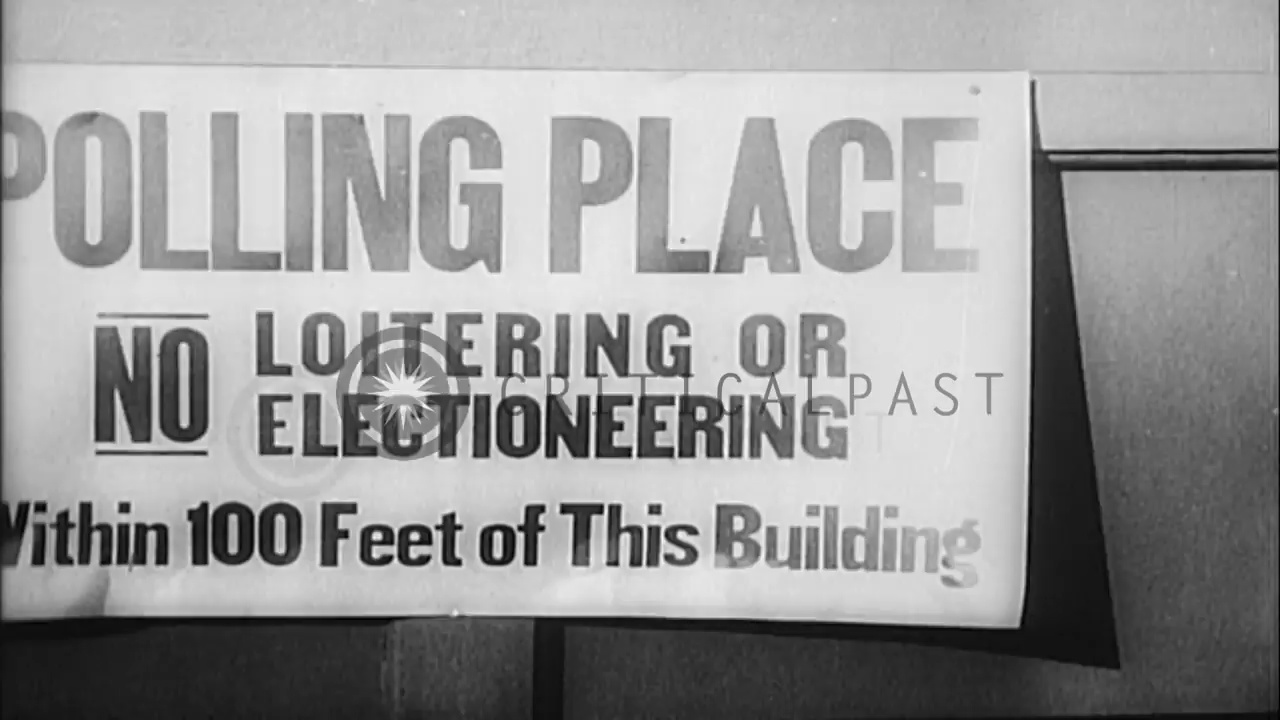 POLLING PLACE
NO LOITERING OR
ELECTIONEERING
CRITICALPAST
Within 100 Feet of This Building